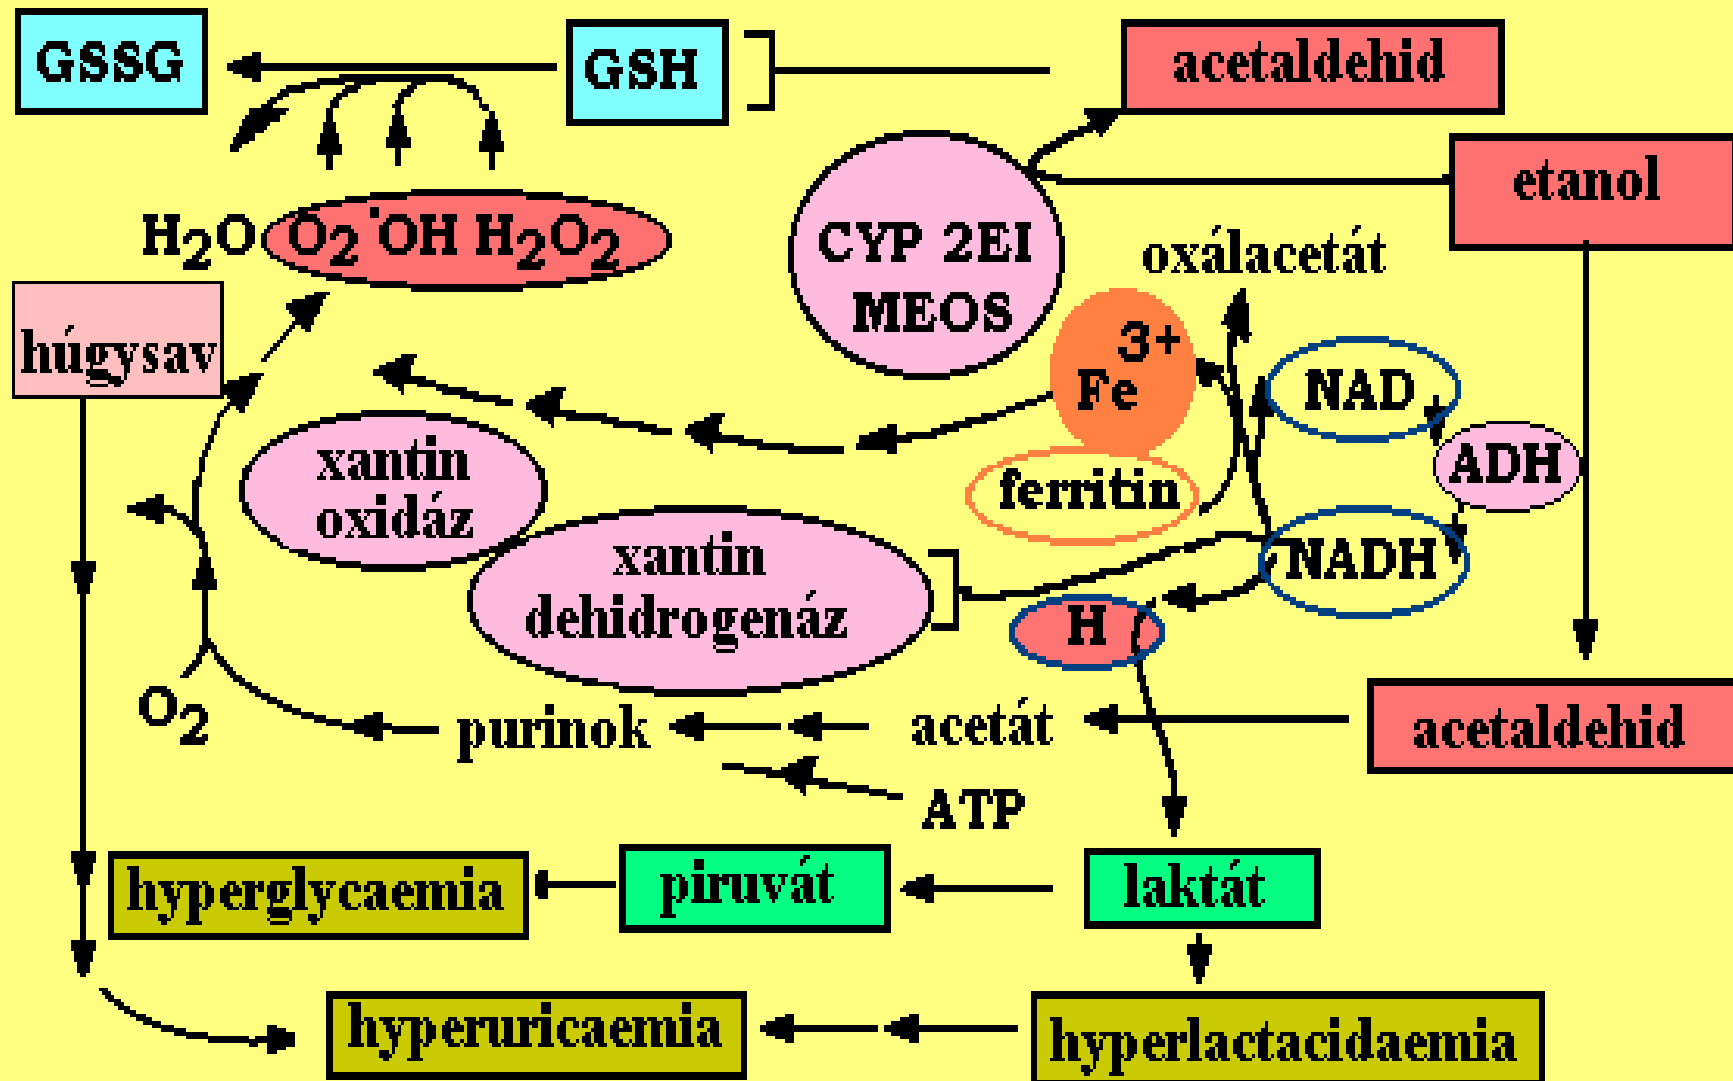 GSSG
GSH
acetaldehid
etanol
H2O O2 ˙OH H2O2
CYP 2EI
MEOS
oxálacetát
húgysav
3+
Fe
NAD
ADH
xantin
oxidáz
ferritin
xantin
dehidrogenáz
NADH
H
O2
purinok
acetát
acetaldehid
ATP
hyperglycaemia
piruvát
laktát
hyperuricaemia
hyperlactacidaemia